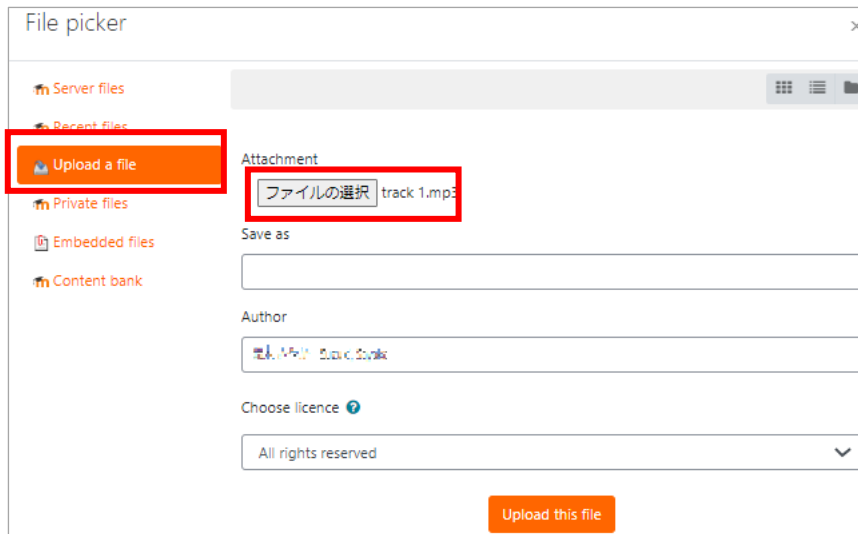 File picker
Server files
Recent files
Upload a file
Private files
Embedded files
Content bank
Attachment
ファイルの選択 track 1.mp3
Save as
Author
Choose licence
All rights reserved
Upload this file